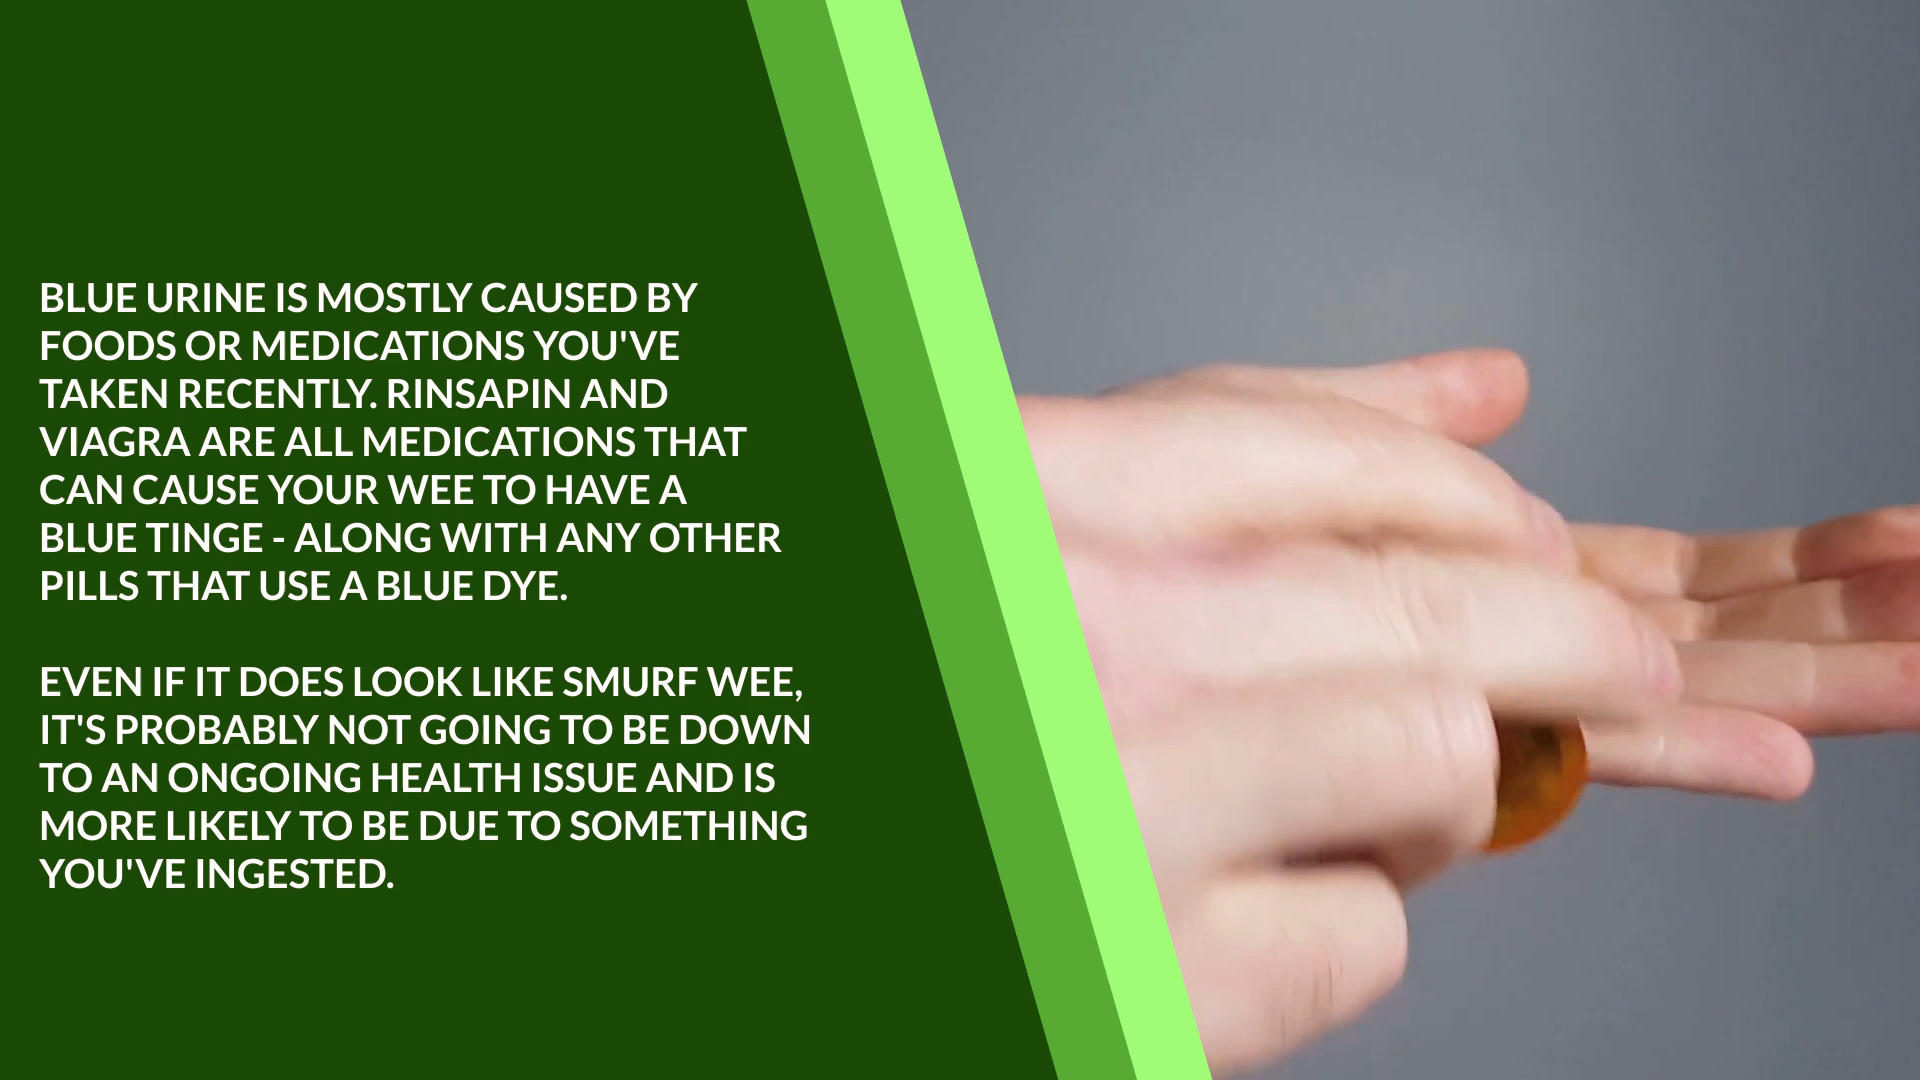 BLUE URINE IS MOSTLY CAUSED BY
FOODS OR MEDICATIONS YOU'VE
TAKEN RECENTLY. RINSAPIN AND
VIAGRA ARE ALL MEDICATIONS THAT
CAN CAUSE YOUR WEE TO HAVE A
BLUE TINGE - ALONG WITH ANY OTHER
PILLS THAT USE A BLUE DYE.
EVEN IF IT DOES LOOK LIKE SMURF WEE,
IT'S PROBABLY NOT GOING TO BE DOWN
TO AN ONGOING HEALTH ISSUE AND IS
MORE LIKELY TO BE DUE TO SOMETHING
YOU'VE INGESTED.